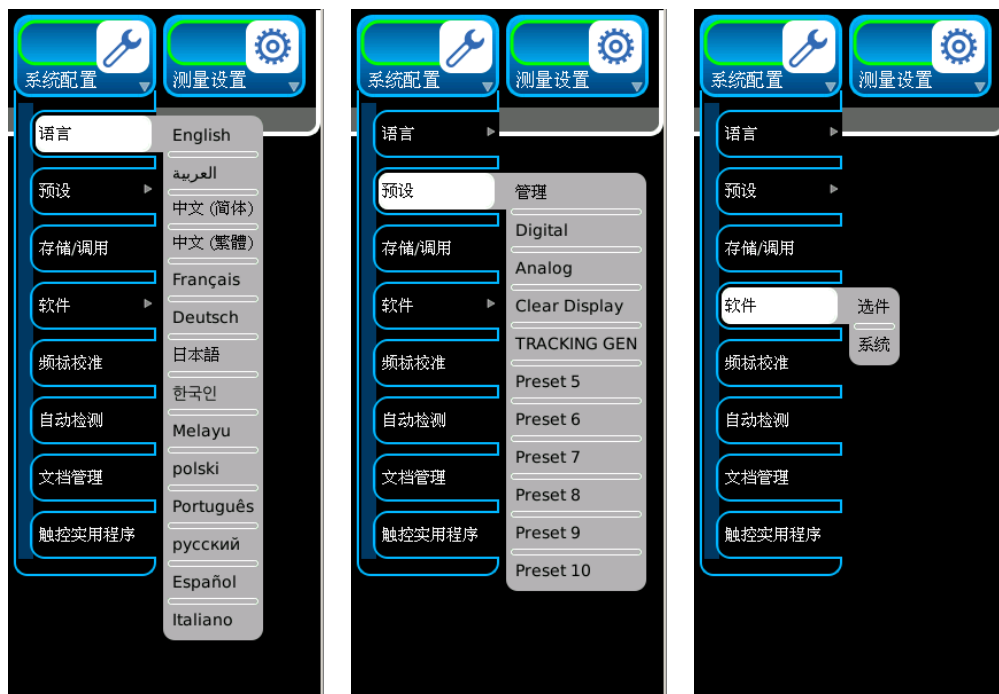 系统配置
测量设置
语言
预设
存储/调用
软件
频标校准
自动检测
文档管理
触控实用程序
English
العربية
中文 (简体)
中文 (繁體)
Français
Deutsch
日本語
한국인
Melayu
polski
Português
русский
Español
Italiano
系统配置
测量设置
语言
预设
存储/调用
软件
频标校准
自动检测
文档管理
触控实用程序
管理
Digital
Analog
Clear Display
TRACKING GEN
Preset 5
Preset 6
Preset 7
Preset 8
Preset 9
Preset 10
系统配置
测量设置
语言
预设
存储/调用
软件
频标校准
自动检测
文档管理
触控实用程序
选件
系统